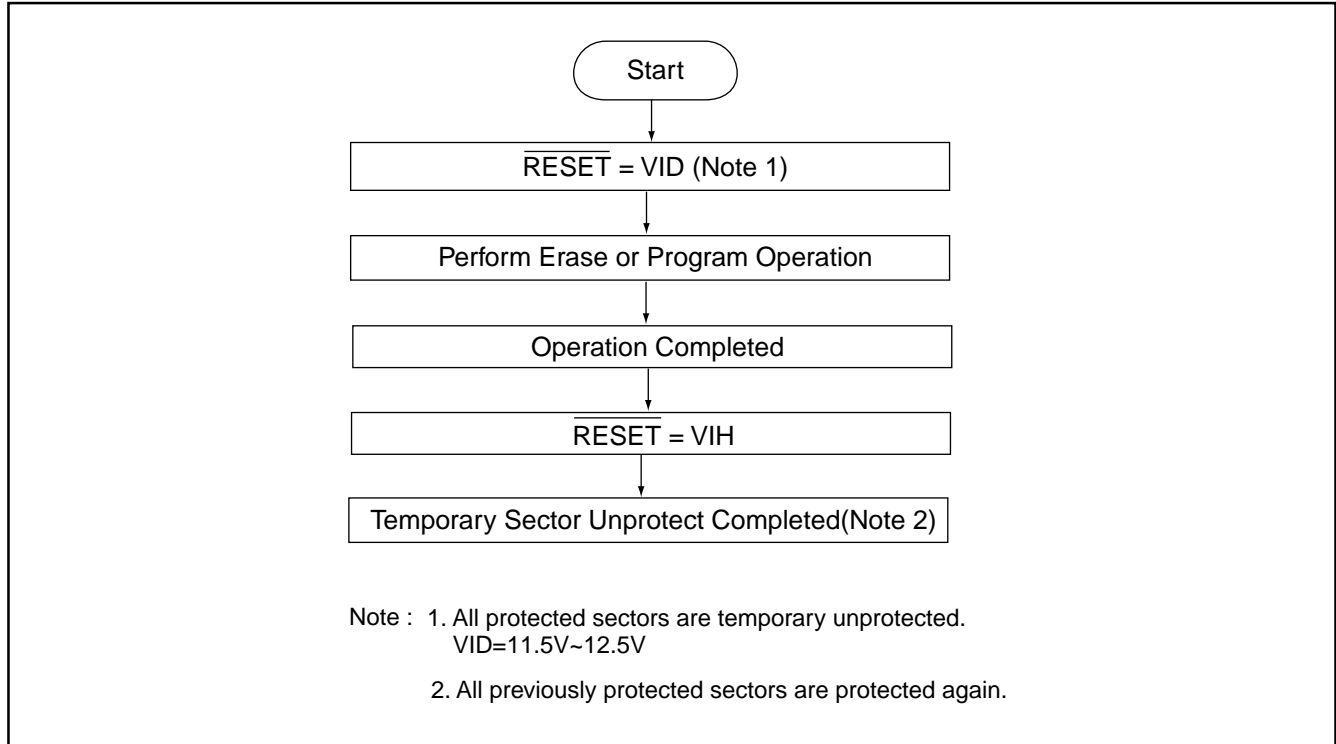 Start
RESET = VID (Note 1)
Perform Erase or Program Operation
Operation Completed
RESET = VIH
Temporary Sector Unprotect Completed(Note 2)
Note : 1. All protected sectors are temporary unprotected.
VID=11.5V~12.5V
2. All previously protected sectors are protected again.